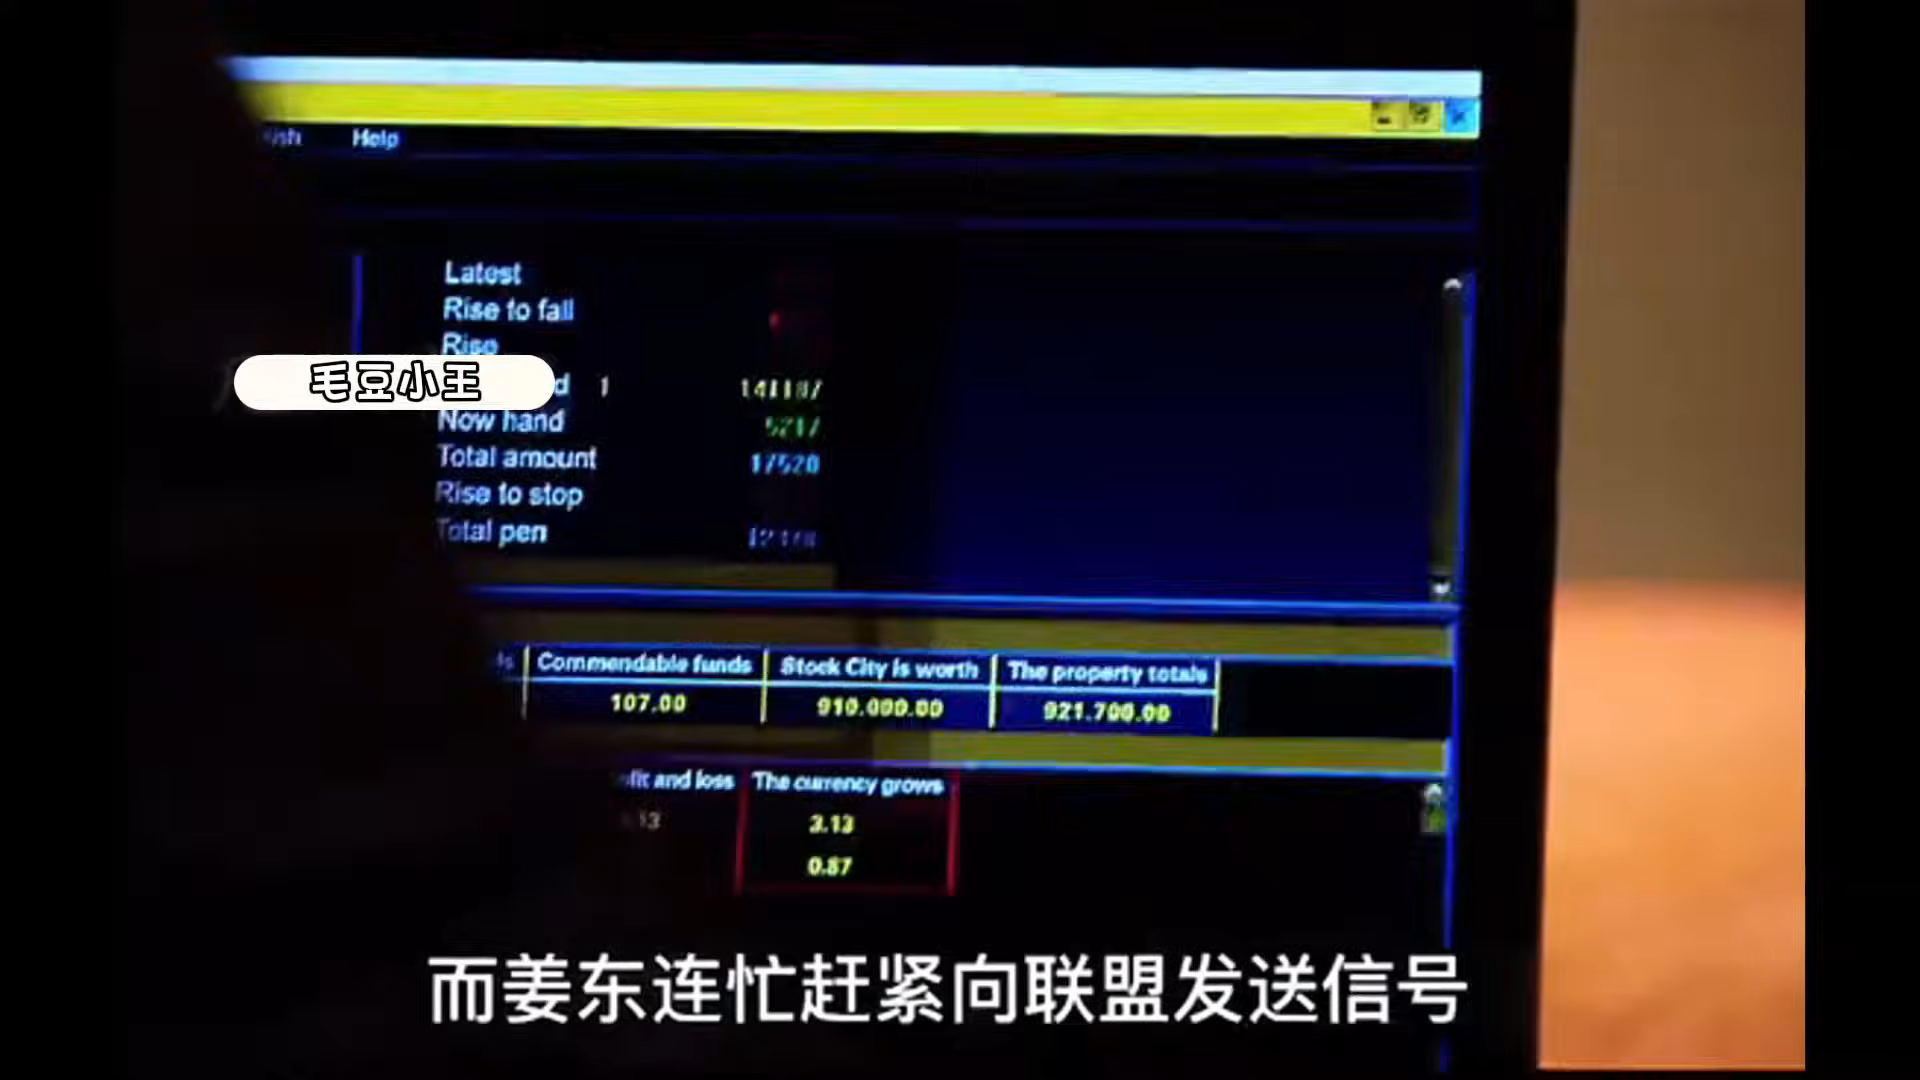 Help
Latest
Rise to fall
Rise
毛豆小王
Now hand 5217
Total amount 17520
Rise to stop
Total pen
Commendable funds Stock City is worth The property totals
107.00 910.000.00 921.700.00
and loss The currency grows
3.13
0.87
而姜东连忙赶紧向联盟发送信号